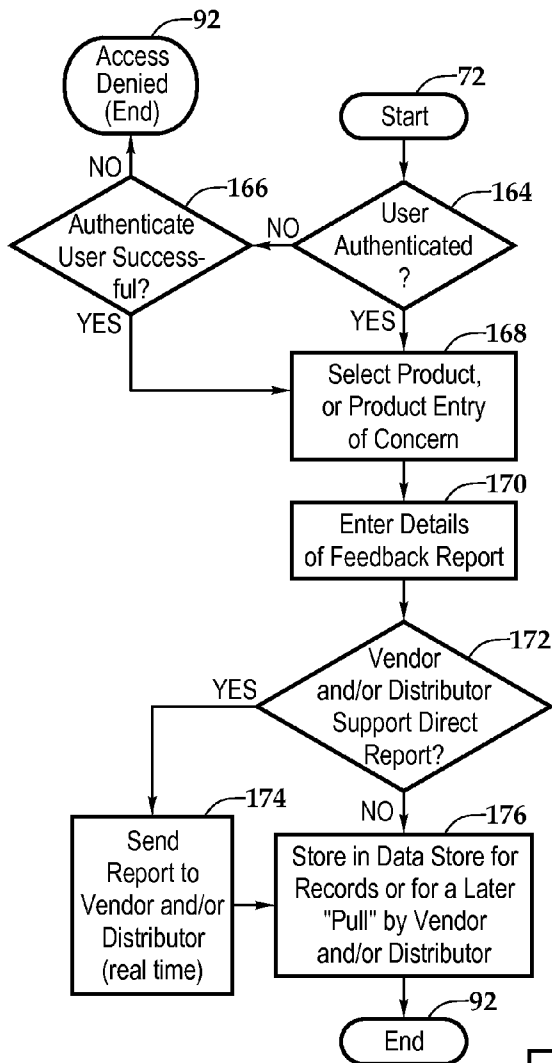 92
Access
Denied
(End)
72
Start
NO
166
Authenticate
User Success-
ful?
YES
NO
164
User
Authenticated
?
YES
168
Select Product,
or Product Entry
of Concern
170
Enter Details
of Feedback Report
172
Vendor
and/or Distributor
Support Direct
Report?
YES
NO
174
Send
Report to
Vendor and/or
Distributor
(real time)
176
Store in Data Store for
Records or for a Later
"Pull" by Vendor
and/or Distributor
92
End